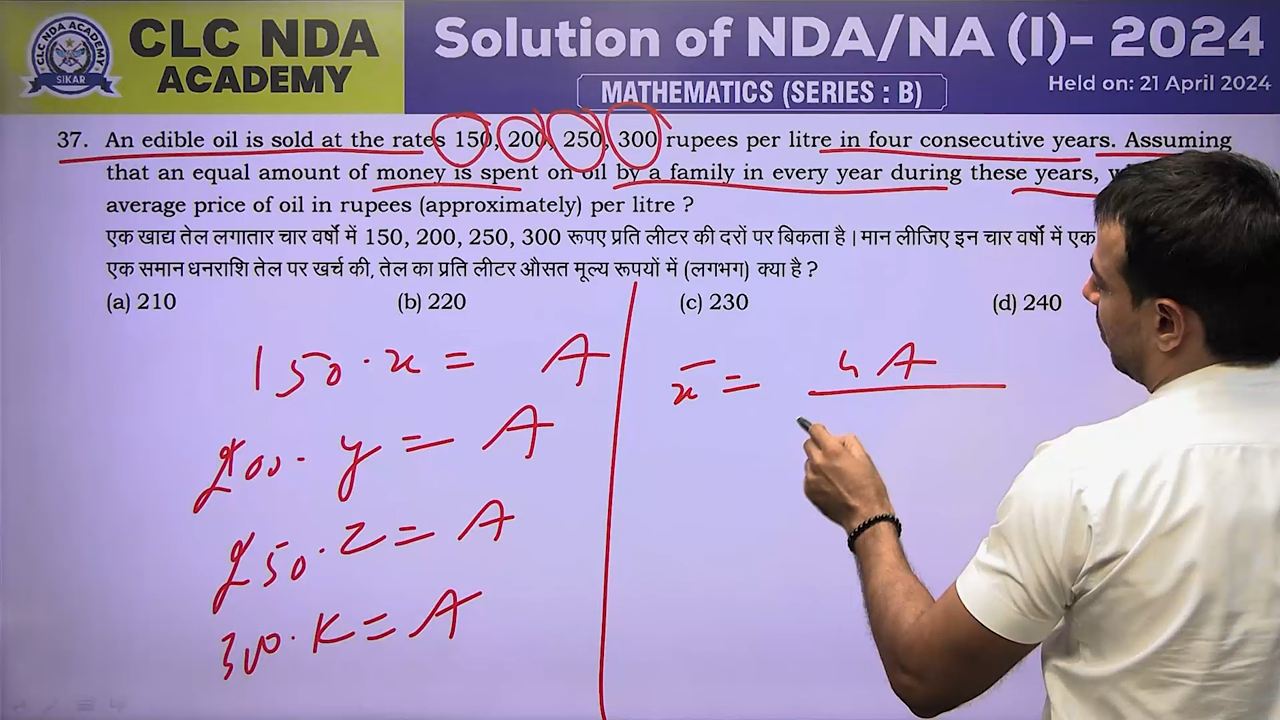 CLC NDA ACADEMY
SIKAR
CLC NDA
ACADEMY
Solution of NDA/NA (I)- 2024
MATHEMATICS (SERIES : B)
Held on: 21 April 2024
37. An edible oil is sold at the rates 150, 200, 250, 300 rupees per litre in four consecutive years. Assuming
that an equal amount of money is spent on oil by a family in every year during these years,
average price of oil in rupees (approximately) per litre ?
एक खाद्य तेल लगातार चार वर्षों में 150, 200, 250, 300 रूपए प्रति लीटर की दरों पर बिकता है। मान लीजिए इन चार वर्षों में एक
एक समान धनराशि तेल पर खर्च की, तेल का प्रति लीटर औसत मूल्य रूपयों में (लगभग) क्या है ?
(a) 210 (b) 220 (c) 230 (d) 240
150 · x = A
200 · y = A
250 · z = A
300 · K = A
x̄ = 4A